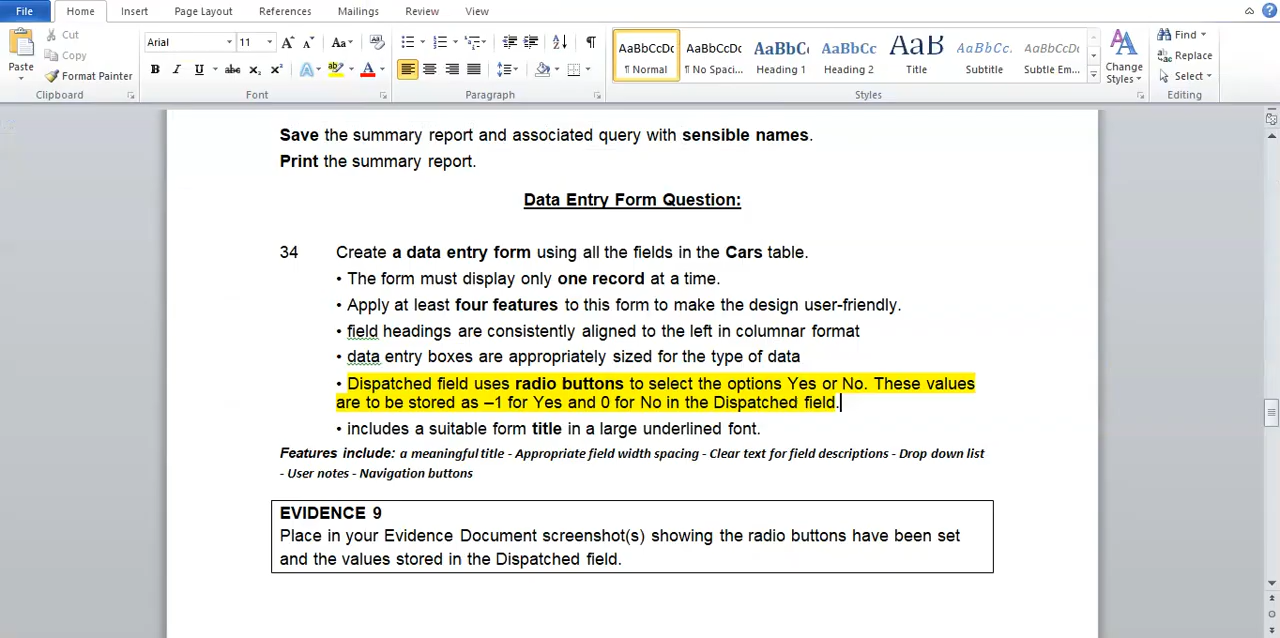 File Home Insert Page Layout References Mailings Review View
Cut
Copy
Format Painter
Paste
Arial 11
Find
Replace
Select
AaBbCcDc AaBbCcDc AaBbC AaBbCc AaB AaBbCc. AaBbCcDc
¶ Normal ¶ No Spaci... Heading 1 Heading 2 Title Subtitle Subtle Em...
Change
Styles
Clipboard Font Paragraph Styles Editing
Save the summary report and associated query with sensible names.
Print the summary report.
Data Entry Form Question:
34 Create a data entry form using all the fields in the Cars table.
• The form must display only one record at a time.
• Apply at least four features to this form to make the design user-friendly.
• field headings are consistently aligned to the left in columnar format
• data entry boxes are appropriately sized for the type of data
• Dispatched field uses radio buttons to select the options Yes or No. These values
are to be stored as –1 for Yes and 0 for No in the Dispatched field.
• includes a suitable form title in a large underlined font.
Features include: a meaningful title - Appropriate field width spacing - Clear text for field descriptions - Drop down list
- User notes - Navigation buttons
EVIDENCE 9
Place in your Evidence Document screenshot(s) showing the radio buttons have been set
and the values stored in the Dispatched field.